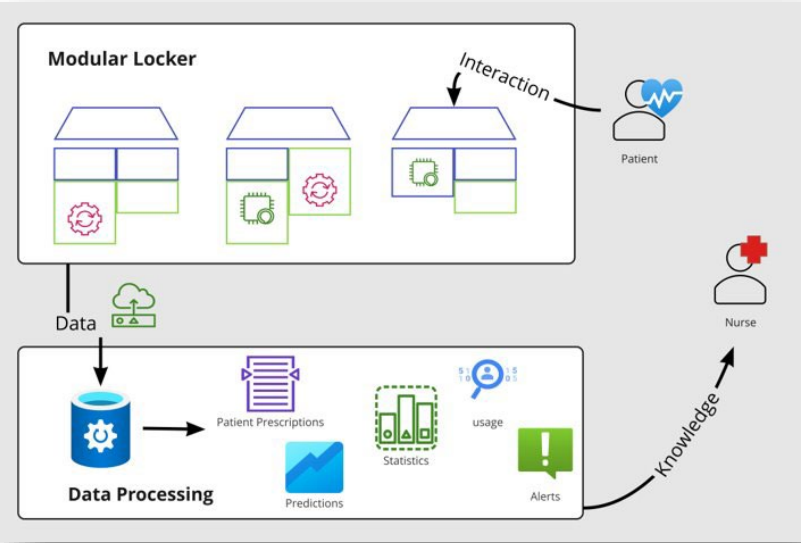 Modular Locker
Interaction
Patient
Nurse
Data
Patient Prescriptions
Statistics
usage
Predictions
Alerts
Data Processing
Knowledge